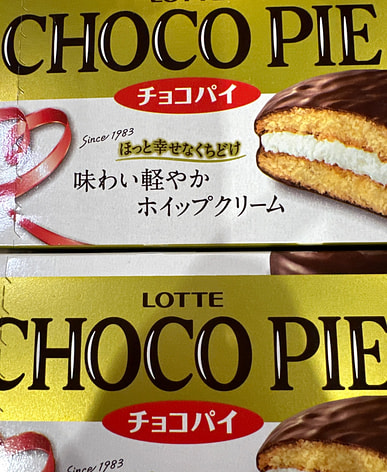 LOTTE
CHOCO PIE
チョコパイ
Since 1983
ほっと幸せなくちどけ
味わい軽やか
ホイップクリーム
LOTTE
CHOCO PIE
チョコパイ
Since 1983